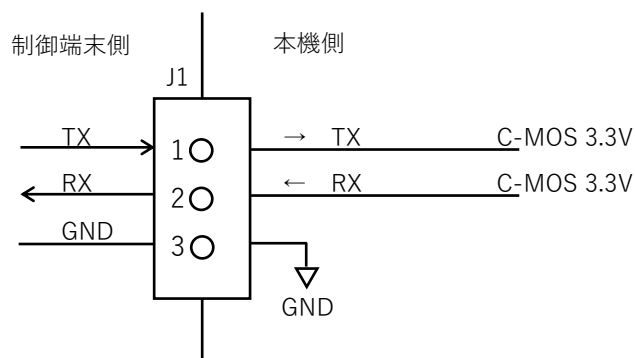 制御端末側
本機側
J1
TX
1
→ TX
C-MOS 3.3V
RX
2
← RX
C-MOS 3.3V
GND
3
GND